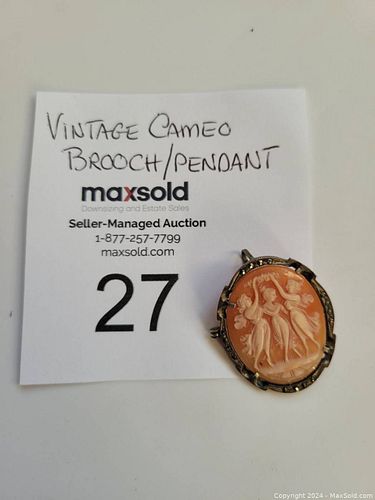 VINTAGE CAMEO
BROOCH/PENDANT
maxsold
Downsizing and Estate Sales
Seller-Managed Auction
1-877-257-7799
maxsold.com
27
Copyright 2024 - MaxSold.com